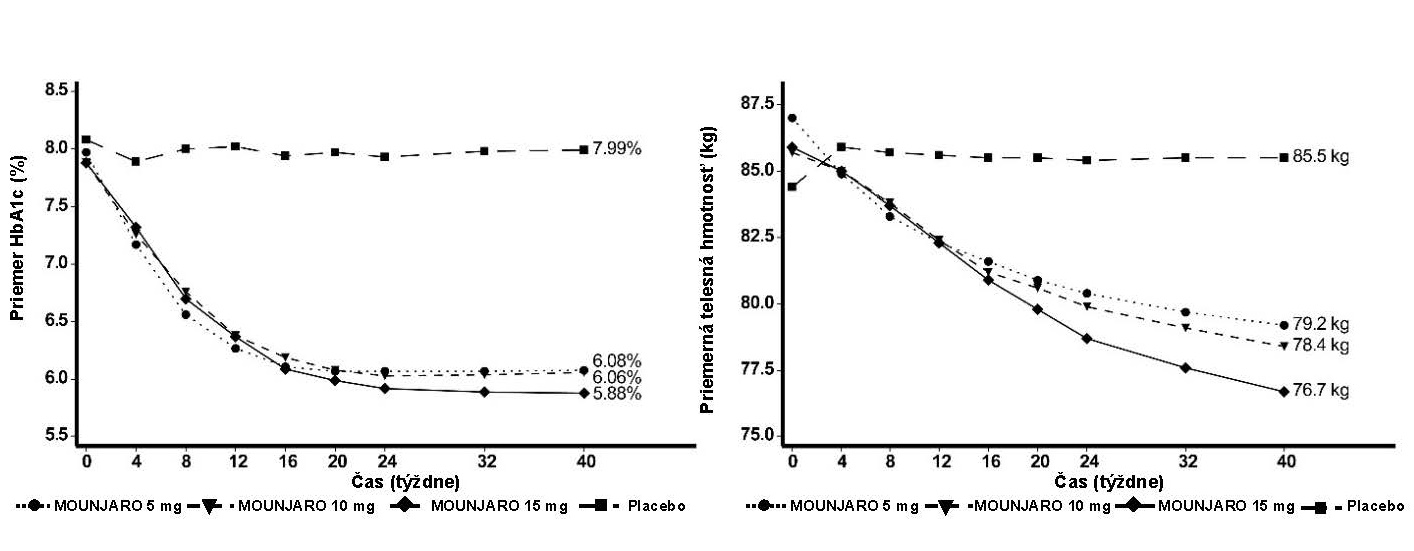 Priemer HbA1c (%)
8.5
8.0
7.5
7.0
6.5
6.0
5.5
7.99%
6.08%
6.06%
5.88%
0 4 8 12 16 20 24 32 40
Čas (týždne)
MOUNJARO 5 mg MOUNJARO 10 mg MOUNJARO 15 mg Placebo
Priemerná telesná hmotnosť (kg)
87.5
85.0
82.5
80.0
77.5
75.0
85.5 kg
79.2 kg
78.4 kg
76.7 kg
0 4 8 12 16 20 24 32 40
Čas (týždne)
MOUNJARO 5 mg MOUNJARO 10 mg MOUNJARO 15 mg Placebo